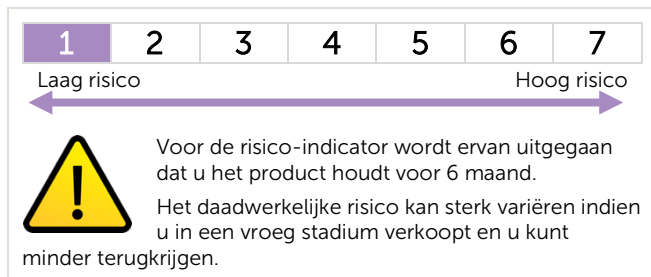 1 2 3 4 5 6 7
Laag risico Hoog risico
Voor de risico-indicator wordt ervan uitgegaan
dat u het product houdt voor 6 maand.
Het daadwerkelijke risico kan sterk variëren indien
u in een vroeg stadium verkoopt en u kunt
minder terugkrijgen.